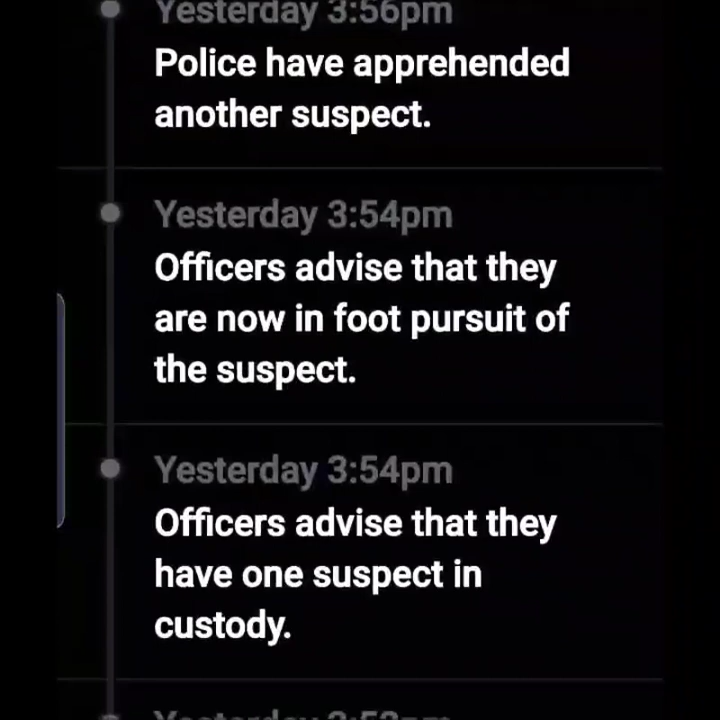 Yesterday 3:56pm
Police have apprehended
another suspect.
Yesterday 3:54pm
Officers advise that they
are now in foot pursuit of
the suspect.
Yesterday 3:54pm
Officers advise that they
have one suspect in
custody.
Yesterday